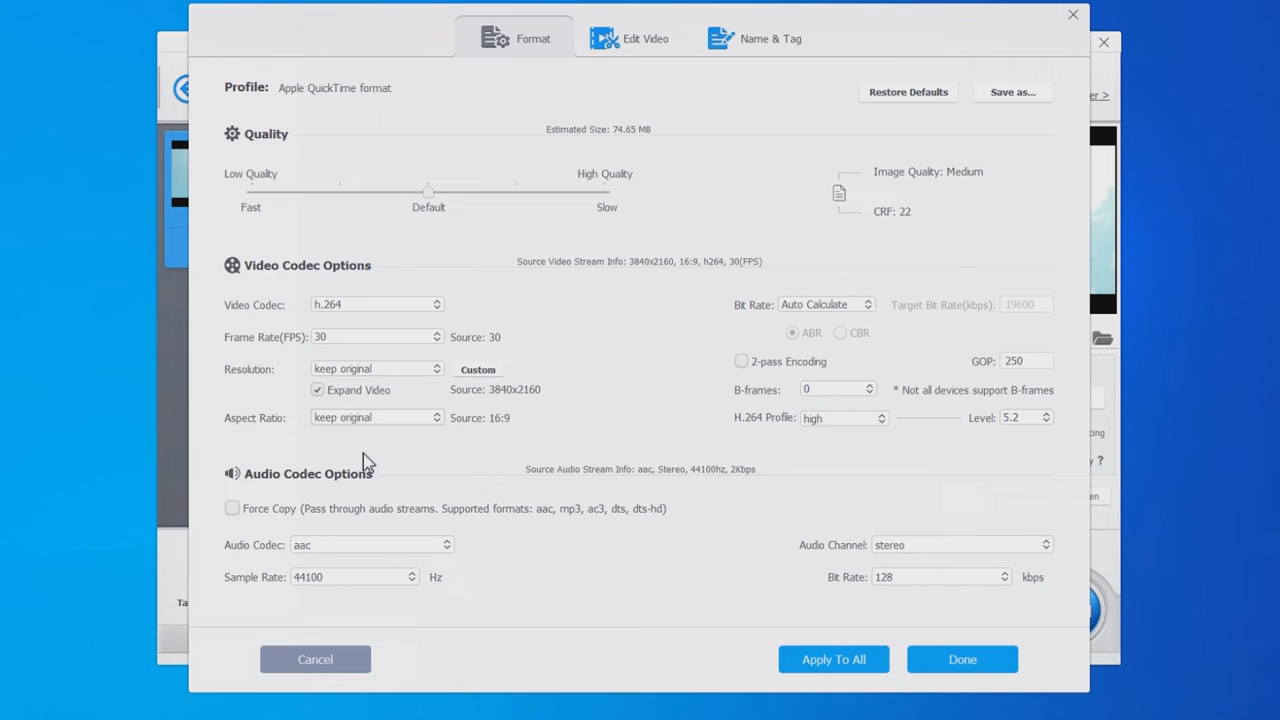 Format
Edit Video
Name & Tag
Profile: Apple QuickTime format
Restore Defaults
Save as...
er >
Quality
Estimated Size: 74.65 MB
Low Quality
High Quality
Image Quality: Medium
Fast
Default
Slow
CRF: 22
Video Codec Options
Source Video Stream Info: 3840x2160, 16:9, h264, 30(FPS)
Video Codec: h.264
Bit Rate: Auto Calculate
Target Bit Rate(kbps): 19600
Frame Rate(FPS): 30
Source: 30
ABR
CBR
Resolution: keep original
Custom
2-pass Encoding
GOP: 250
Expand Video
Source: 3840x2160
B-frames: 0
* Not all devices support B-frames
Aspect Ratio: keep original
Source: 16:9
H.264 Profile: high
Level: 5.2
cing
y ?
Audio Codec Options
Source Audio Stream Info: aac, Stereo, 44100hz, 2Kbps
en
Force Copy (Pass through audio streams. Supported formats: aac, mp3, ac3, dts, dts-hd)
Audio Codec: aac
Audio Channel: stereo
Sample Rate: 44100 Hz
Bit Rate: 128 kbps
Ta
Cancel
Apply To All
Done